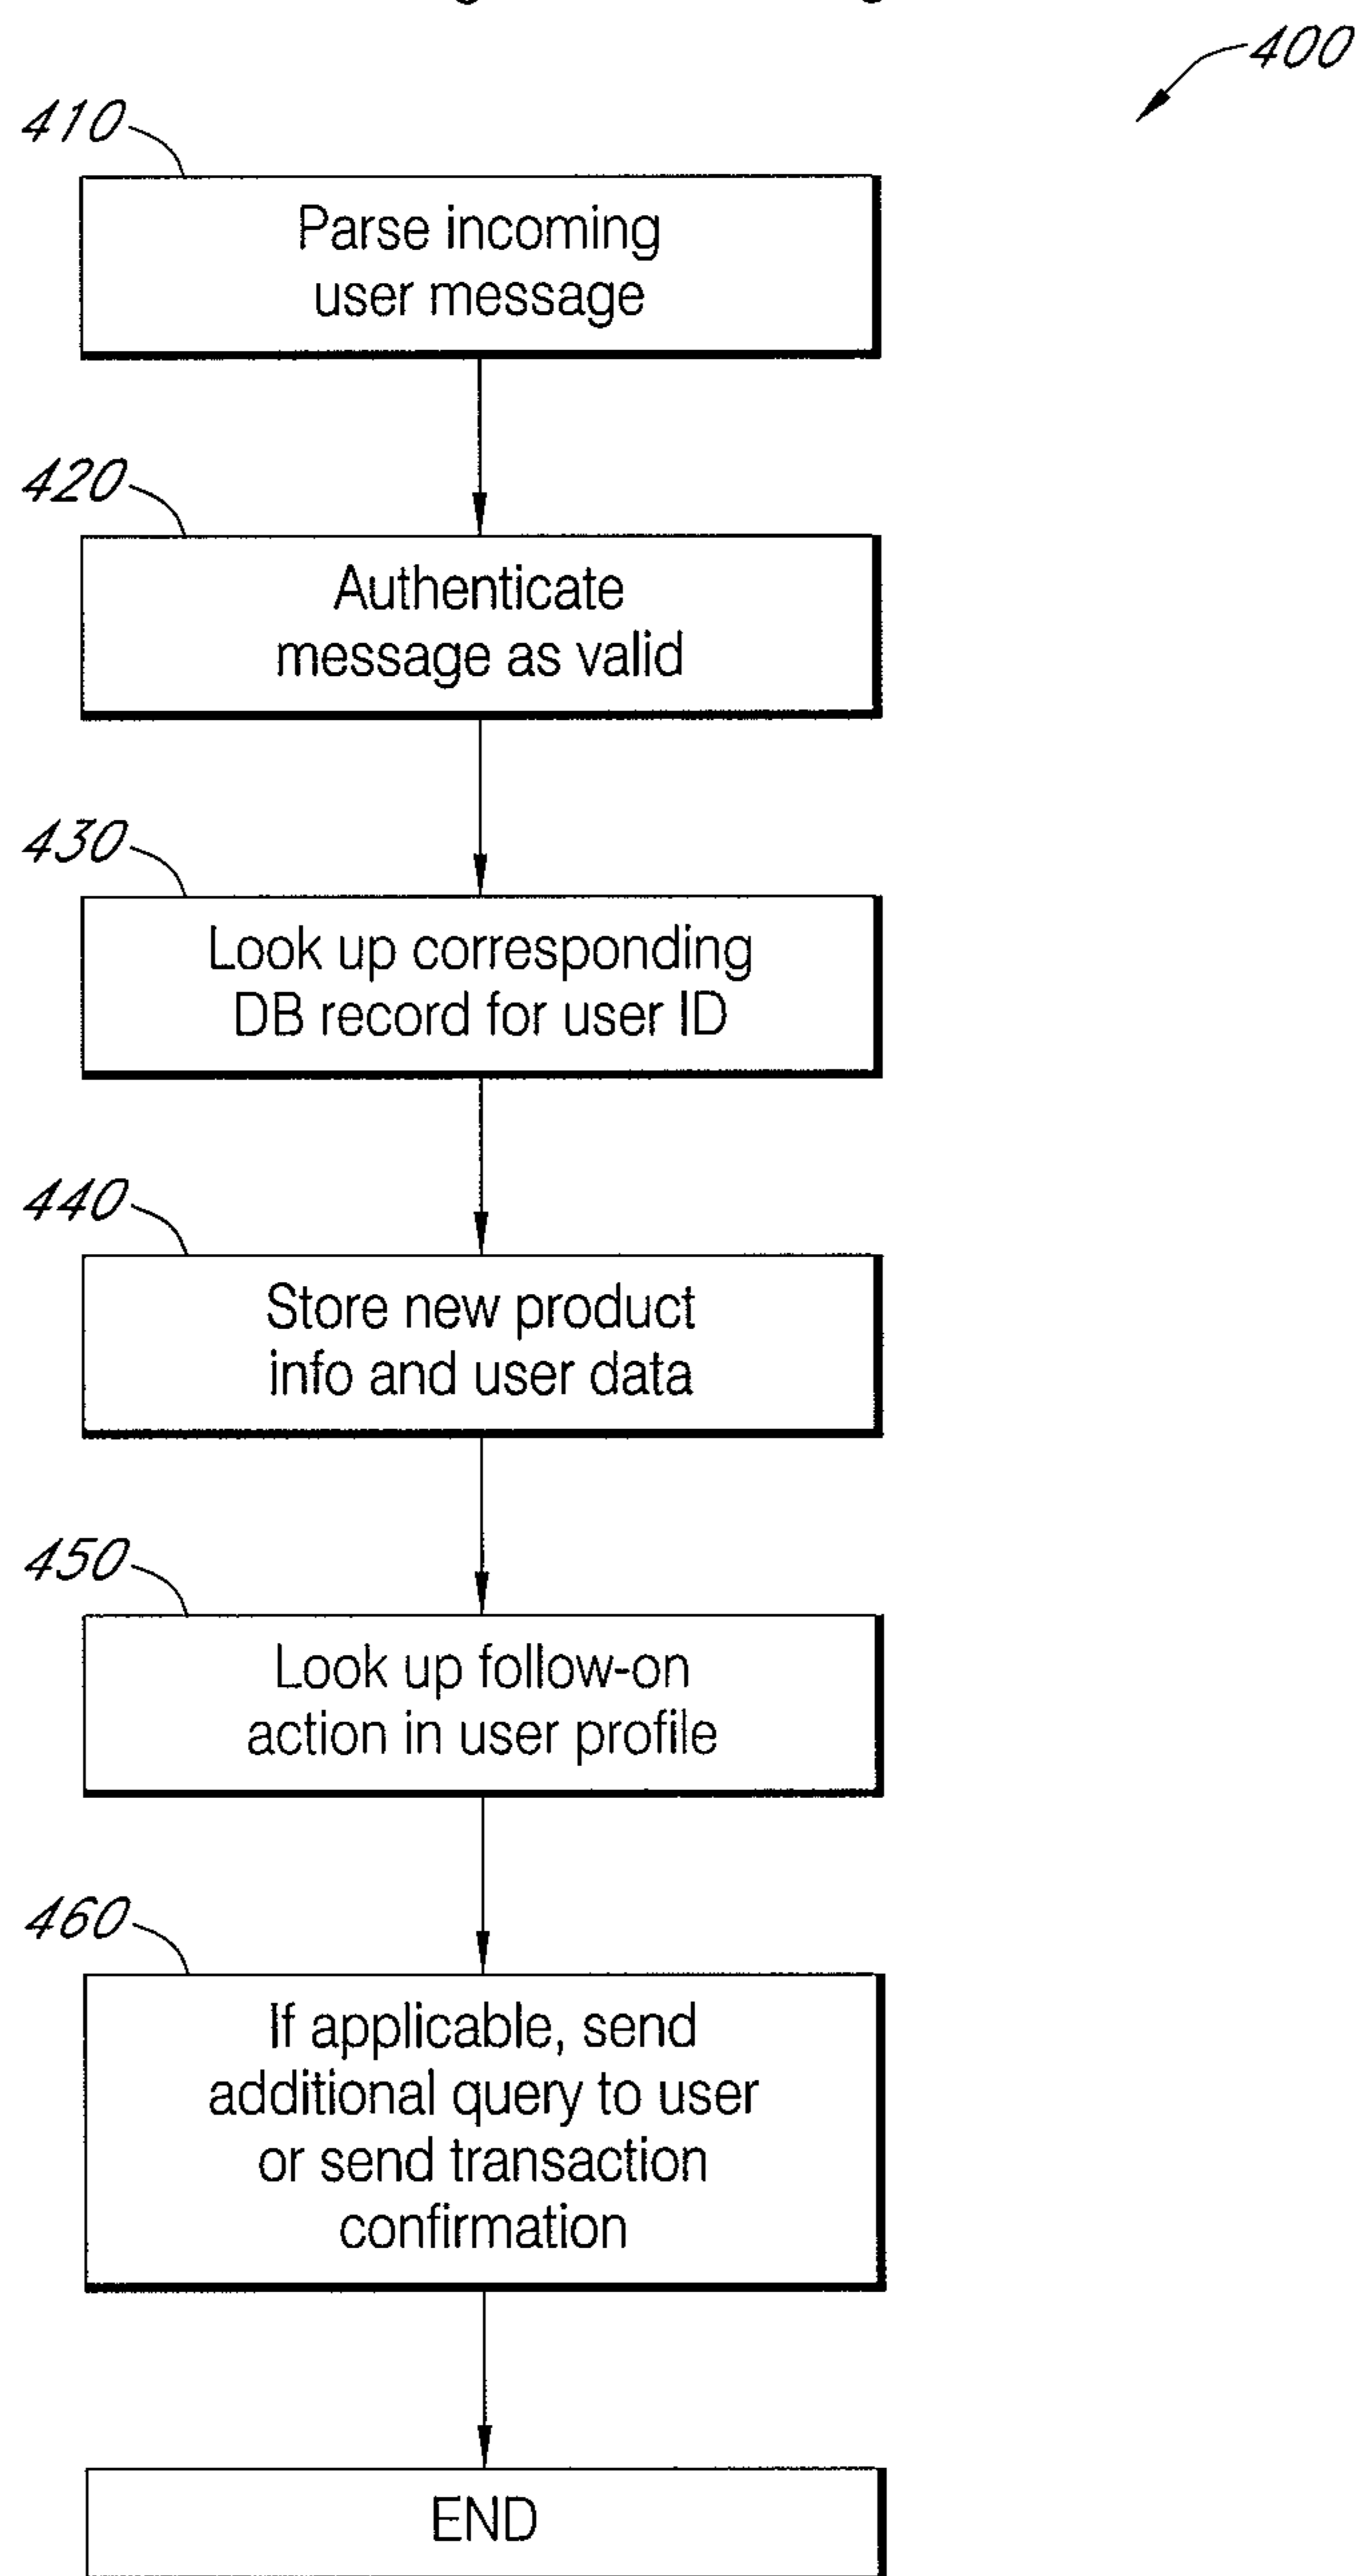 400
410
Parse incoming
user message
420
Authenticate
message as valid
430
Look up corresponding
DB record for user ID
440
Store new product
info and user data
450
Look up follow-on
action in user profile
460
If applicable, send
additional query to user
or send transaction
confirmation
END